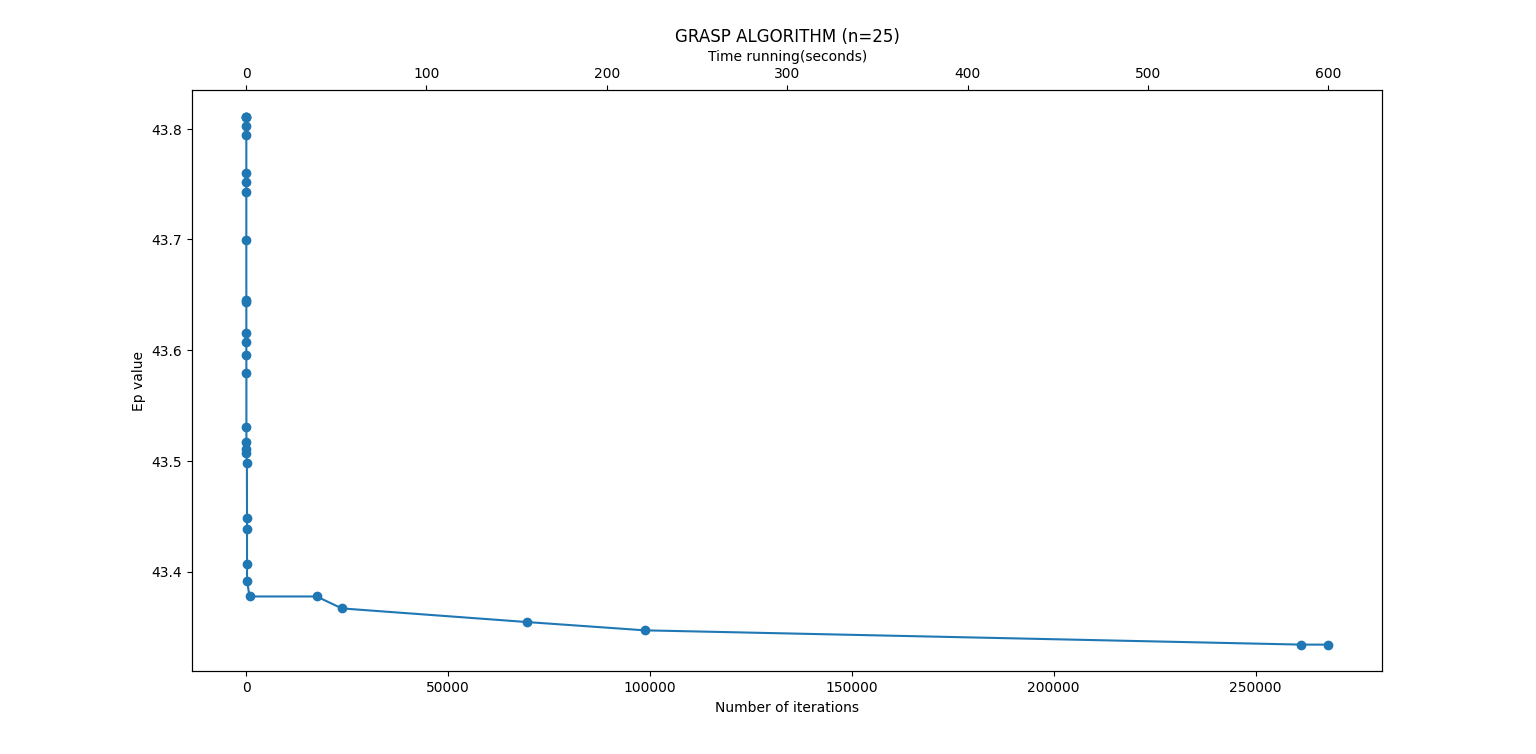 GRASP ALGORITHM (n=25)
Time running(seconds)
0 100 200 300 400 500 600
43.8
43.7
43.6
43.5
43.4
Ep value
0 50000 100000 150000 200000 250000
Number of iterations